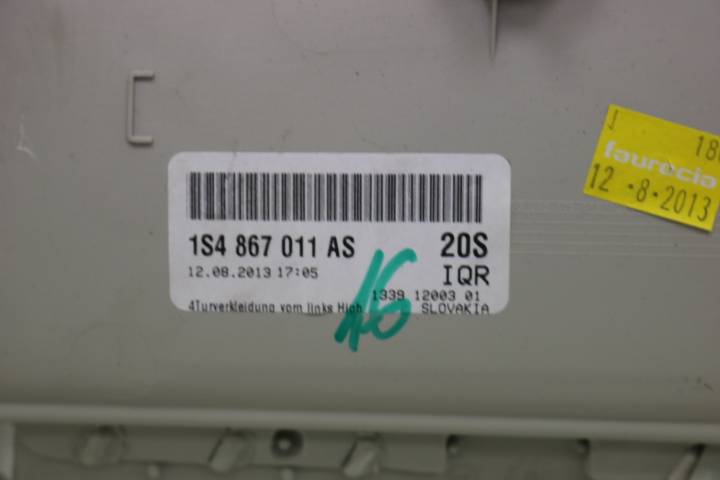 1S4 867 011 AS 20S
12.08.2013 17:05 IQR
1339 12003 01
4Turverkleidung vom links High SLOVAKIA
J 180
faurecia
12 .8.2013